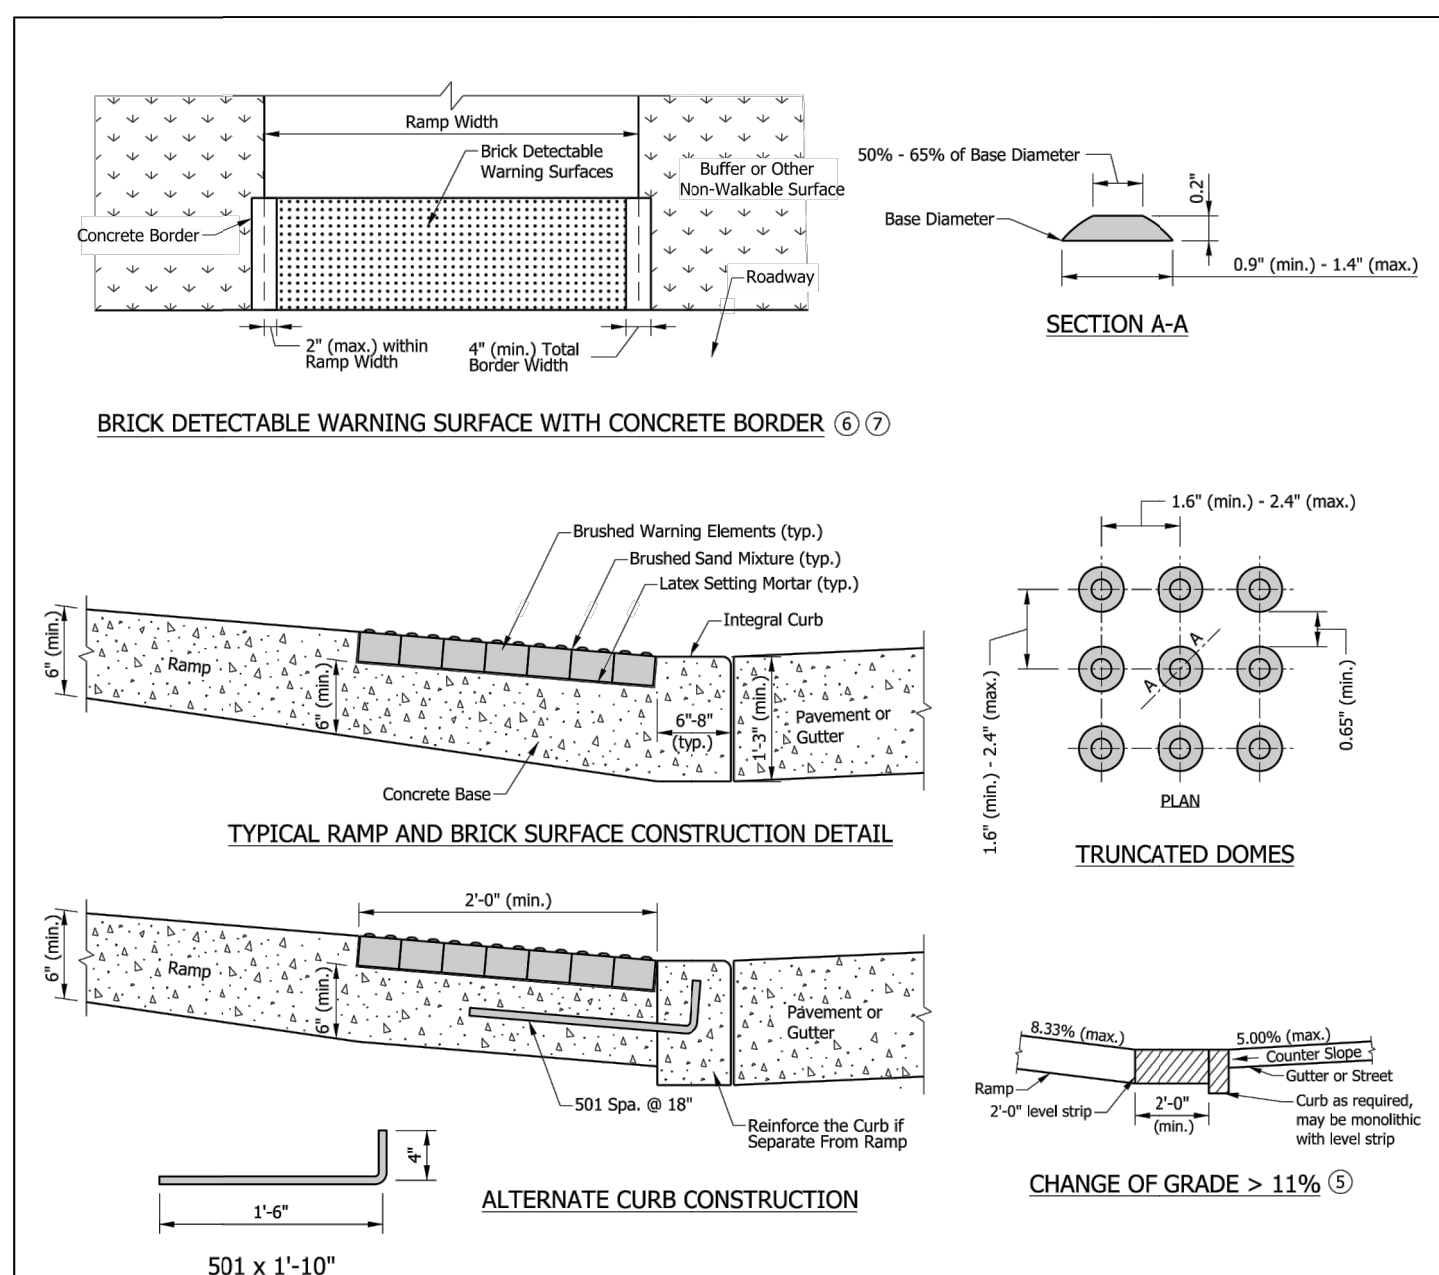 Ramp Width
Brick Detectable
Warning Surfaces
Buffer or Other
Non-Walkable Surface
Concrete Border
Roadway
2" (max.) within
Ramp Width
4" (min.) Total
Border Width
BRICK DETECTABLE WARNING SURFACE WITH CONCRETE BORDER ⑥ ⑦
50% - 65% of Base Diameter
0.2"
Base Diameter
0.9" (min.) - 1.4" (max.)
SECTION A-A
Brushed Warning Elements (typ.)
Brushed Sand Mixture (typ.)
Latex Setting Mortar (typ.)
Integral Curb
6" (min.)
Ramp
6" (min.)
6"-8"
(typ.)
1'-3" (min.)
Pavement or
Gutter
Concrete Base
TYPICAL RAMP AND BRICK SURFACE CONSTRUCTION DETAIL
1.6" (min.) - 2.4" (max.)
1.6" (min.) - 2.4" (max.)
A
A
0.65" (min.)
PLAN
TRUNCATED DOMES
2'-0" (min.)
6" (min.)
Ramp
6" (min.)
Pavement or
Gutter
501 Spa. @ 18"
Reinforce the Curb if
Separate From Ramp
4"
1'-6"
501 x 1'-10"
ALTERNATE CURB CONSTRUCTION
8.33% (max.)
5.00% (max.)
Counter Slope
Gutter or Street
Ramp
2'-0" level strip
2'-0"
(min.)
Curb as required,
may be monolithic
with level strip
CHANGE OF GRADE > 11% ⑤